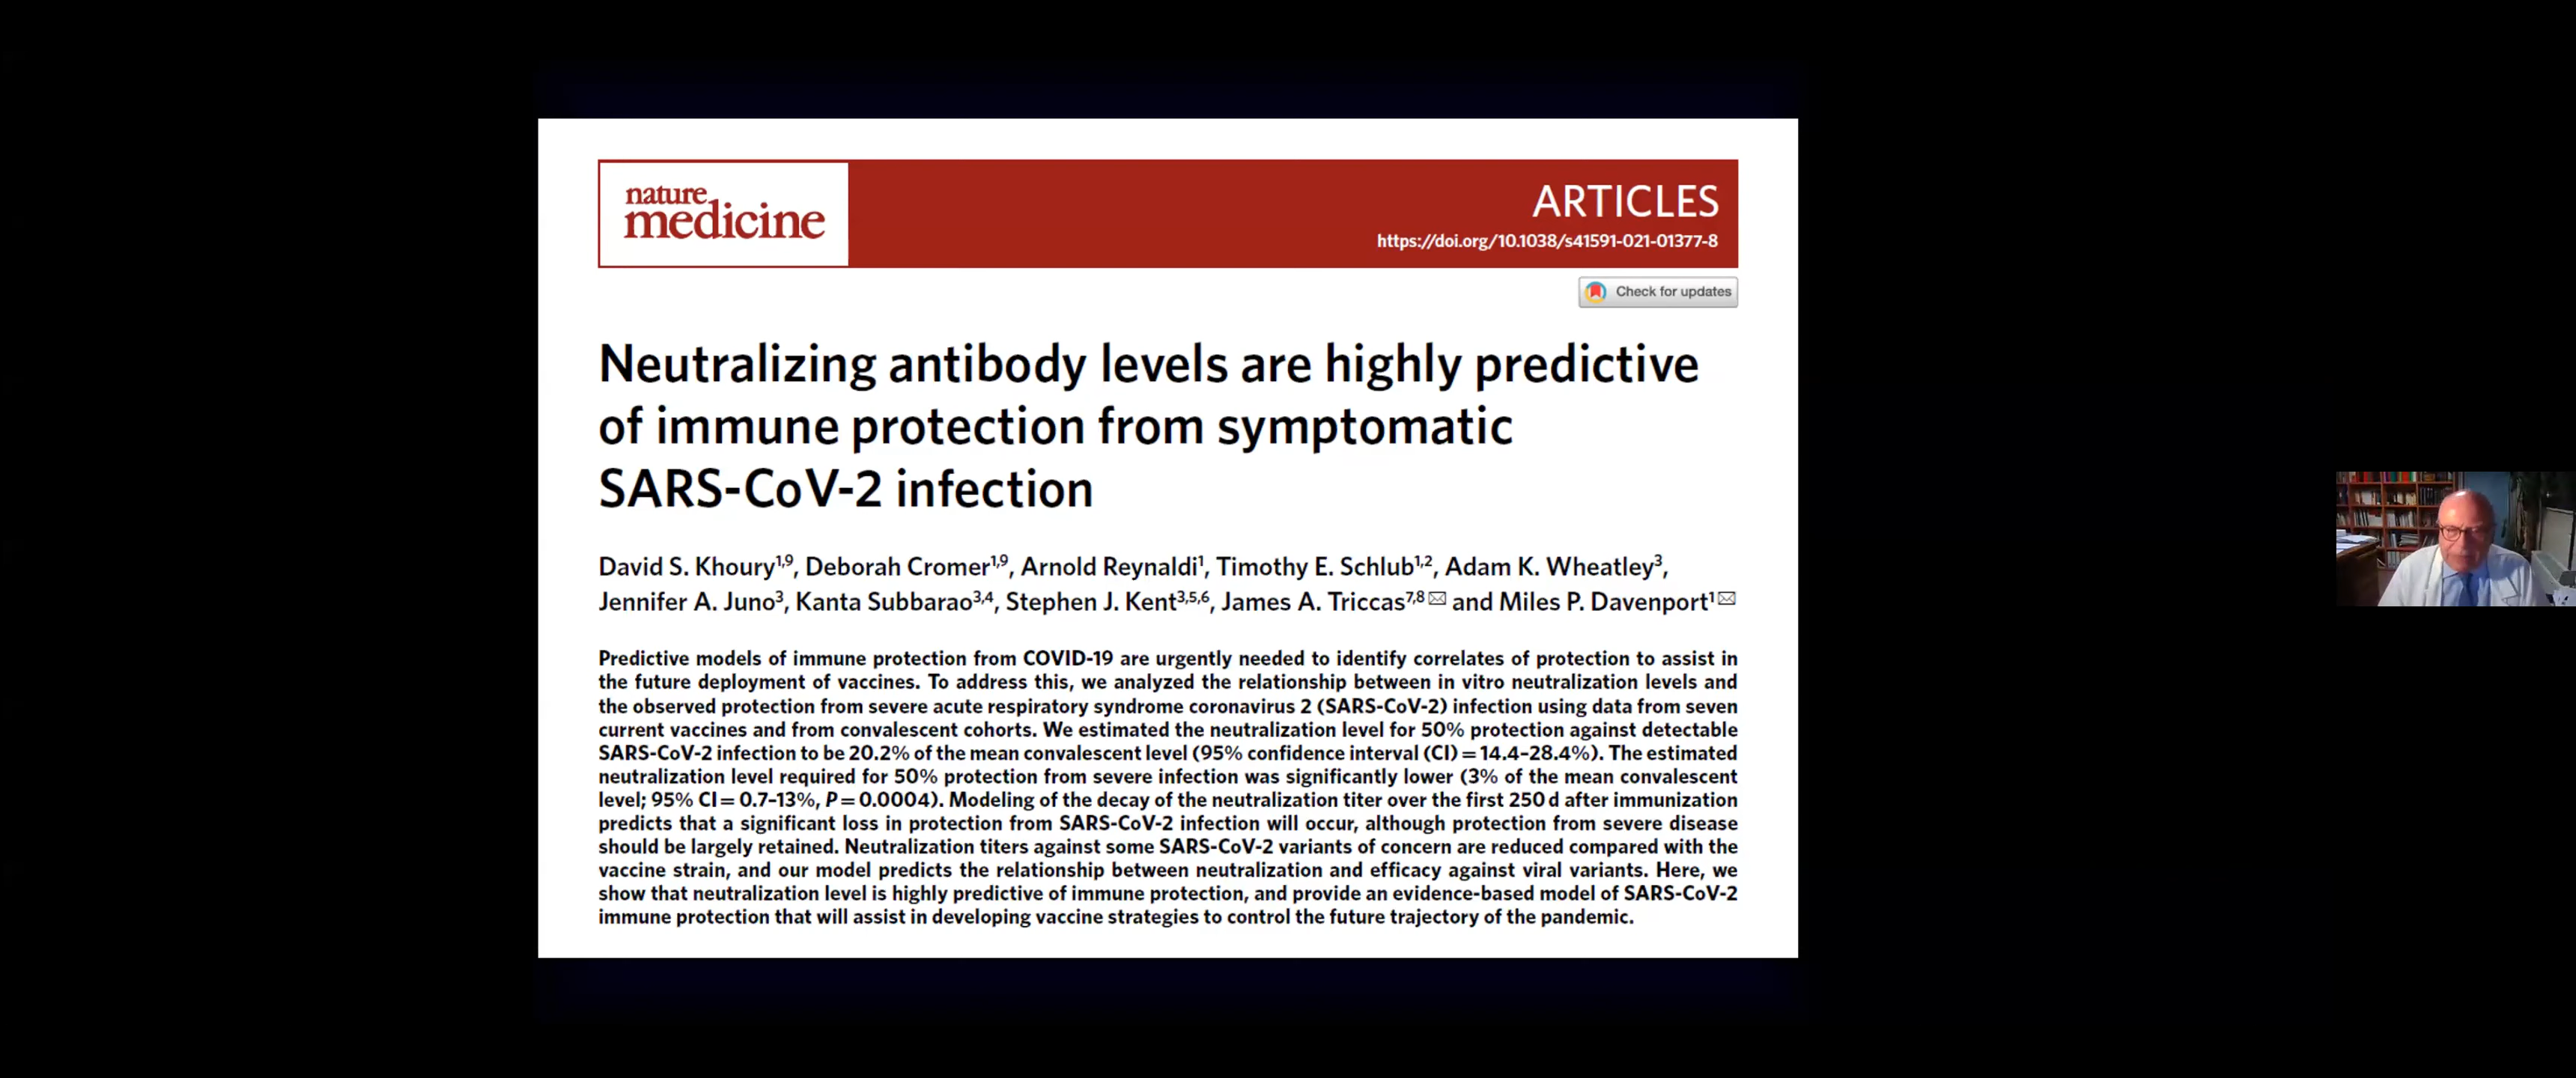 nature
medicine
ARTICLES
https://doi.org/10.1038/s41591-021-01377-8
Check for updates
Neutralizing antibody levels are highly predictive
of immune protection from symptomatic
SARS-CoV-2 infection
David S. Khoury1,9, Deborah Cromer1,9, Arnold Reynaldi1, Timothy E. Schlub1,2, Adam K. Wheatley3,
Jennifer A. Juno3, Kanta Subbarao3,4, Stephen J. Kent3,5,6, James A. Triccas7,8 ✉ and Miles P. Davenport1 ✉
Predictive models of immune protection from COVID-19 are urgently needed to identify correlates of protection to assist in
the future deployment of vaccines. To address this, we analyzed the relationship between in vitro neutralization levels and
the observed protection from severe acute respiratory syndrome coronavirus 2 (SARS-CoV-2) infection using data from seven
current vaccines and from convalescent cohorts. We estimated the neutralization level for 50% protection against detectable
SARS-CoV-2 infection to be 20.2% of the mean convalescent level (95% confidence interval (CI) = 14.4–28.4%). The estimated
neutralization level required for 50% protection from severe infection was significantly lower (3% of the mean convalescent
level; 95% CI = 0.7–13%, P = 0.0004). Modeling of the decay of the neutralization titer over the first 250 d after immunization
predicts that a significant loss in protection from SARS-CoV-2 infection will occur, although protection from severe disease
should be largely retained. Neutralization titers against some SARS-CoV-2 variants of concern are reduced compared with the
vaccine strain, and our model predicts the relationship between neutralization and efficacy against viral variants. Here, we
show that neutralization level is highly predictive of immune protection, and provide an evidence-based model of SARS-CoV-2
immune protection that will assist in developing vaccine strategies to control the future trajectory of the pandemic.